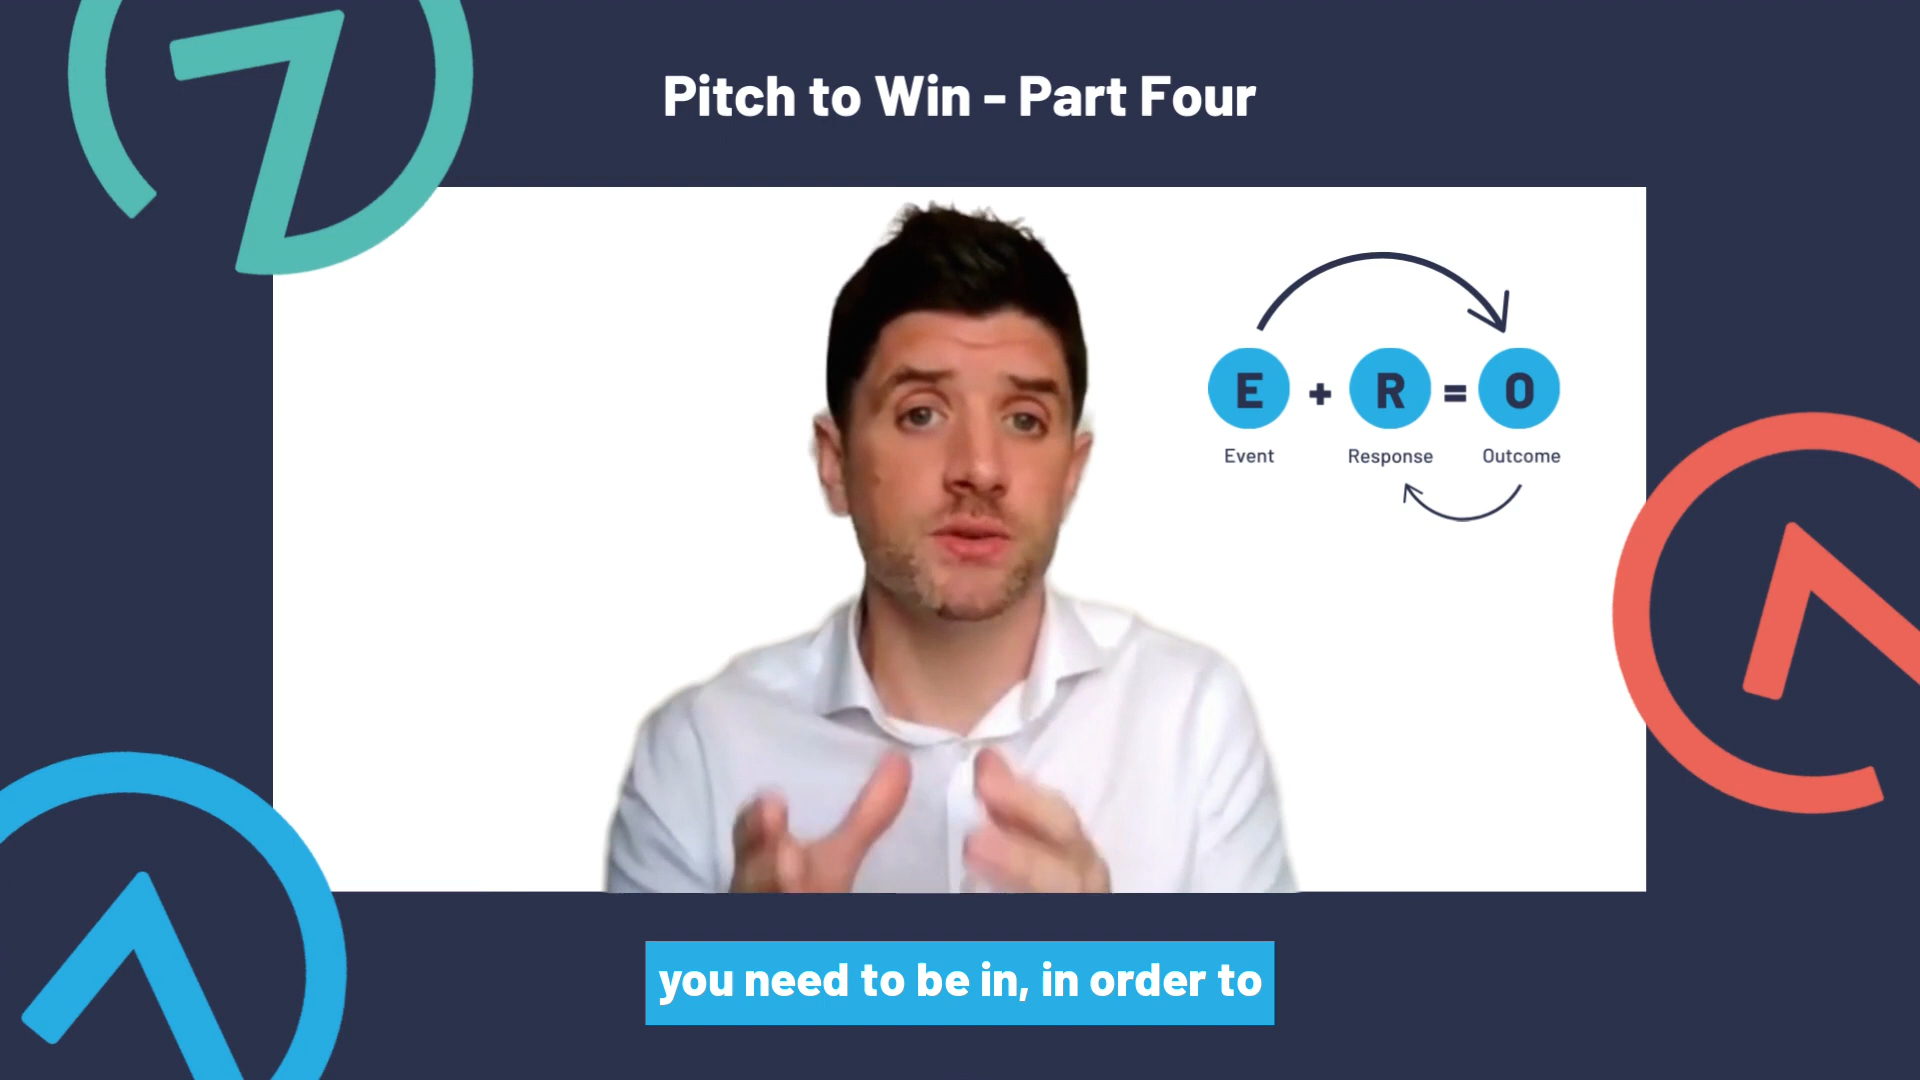 Pitch to Win - Part Four
E + R = O
Event Response Outcome
you need to be in, in order to